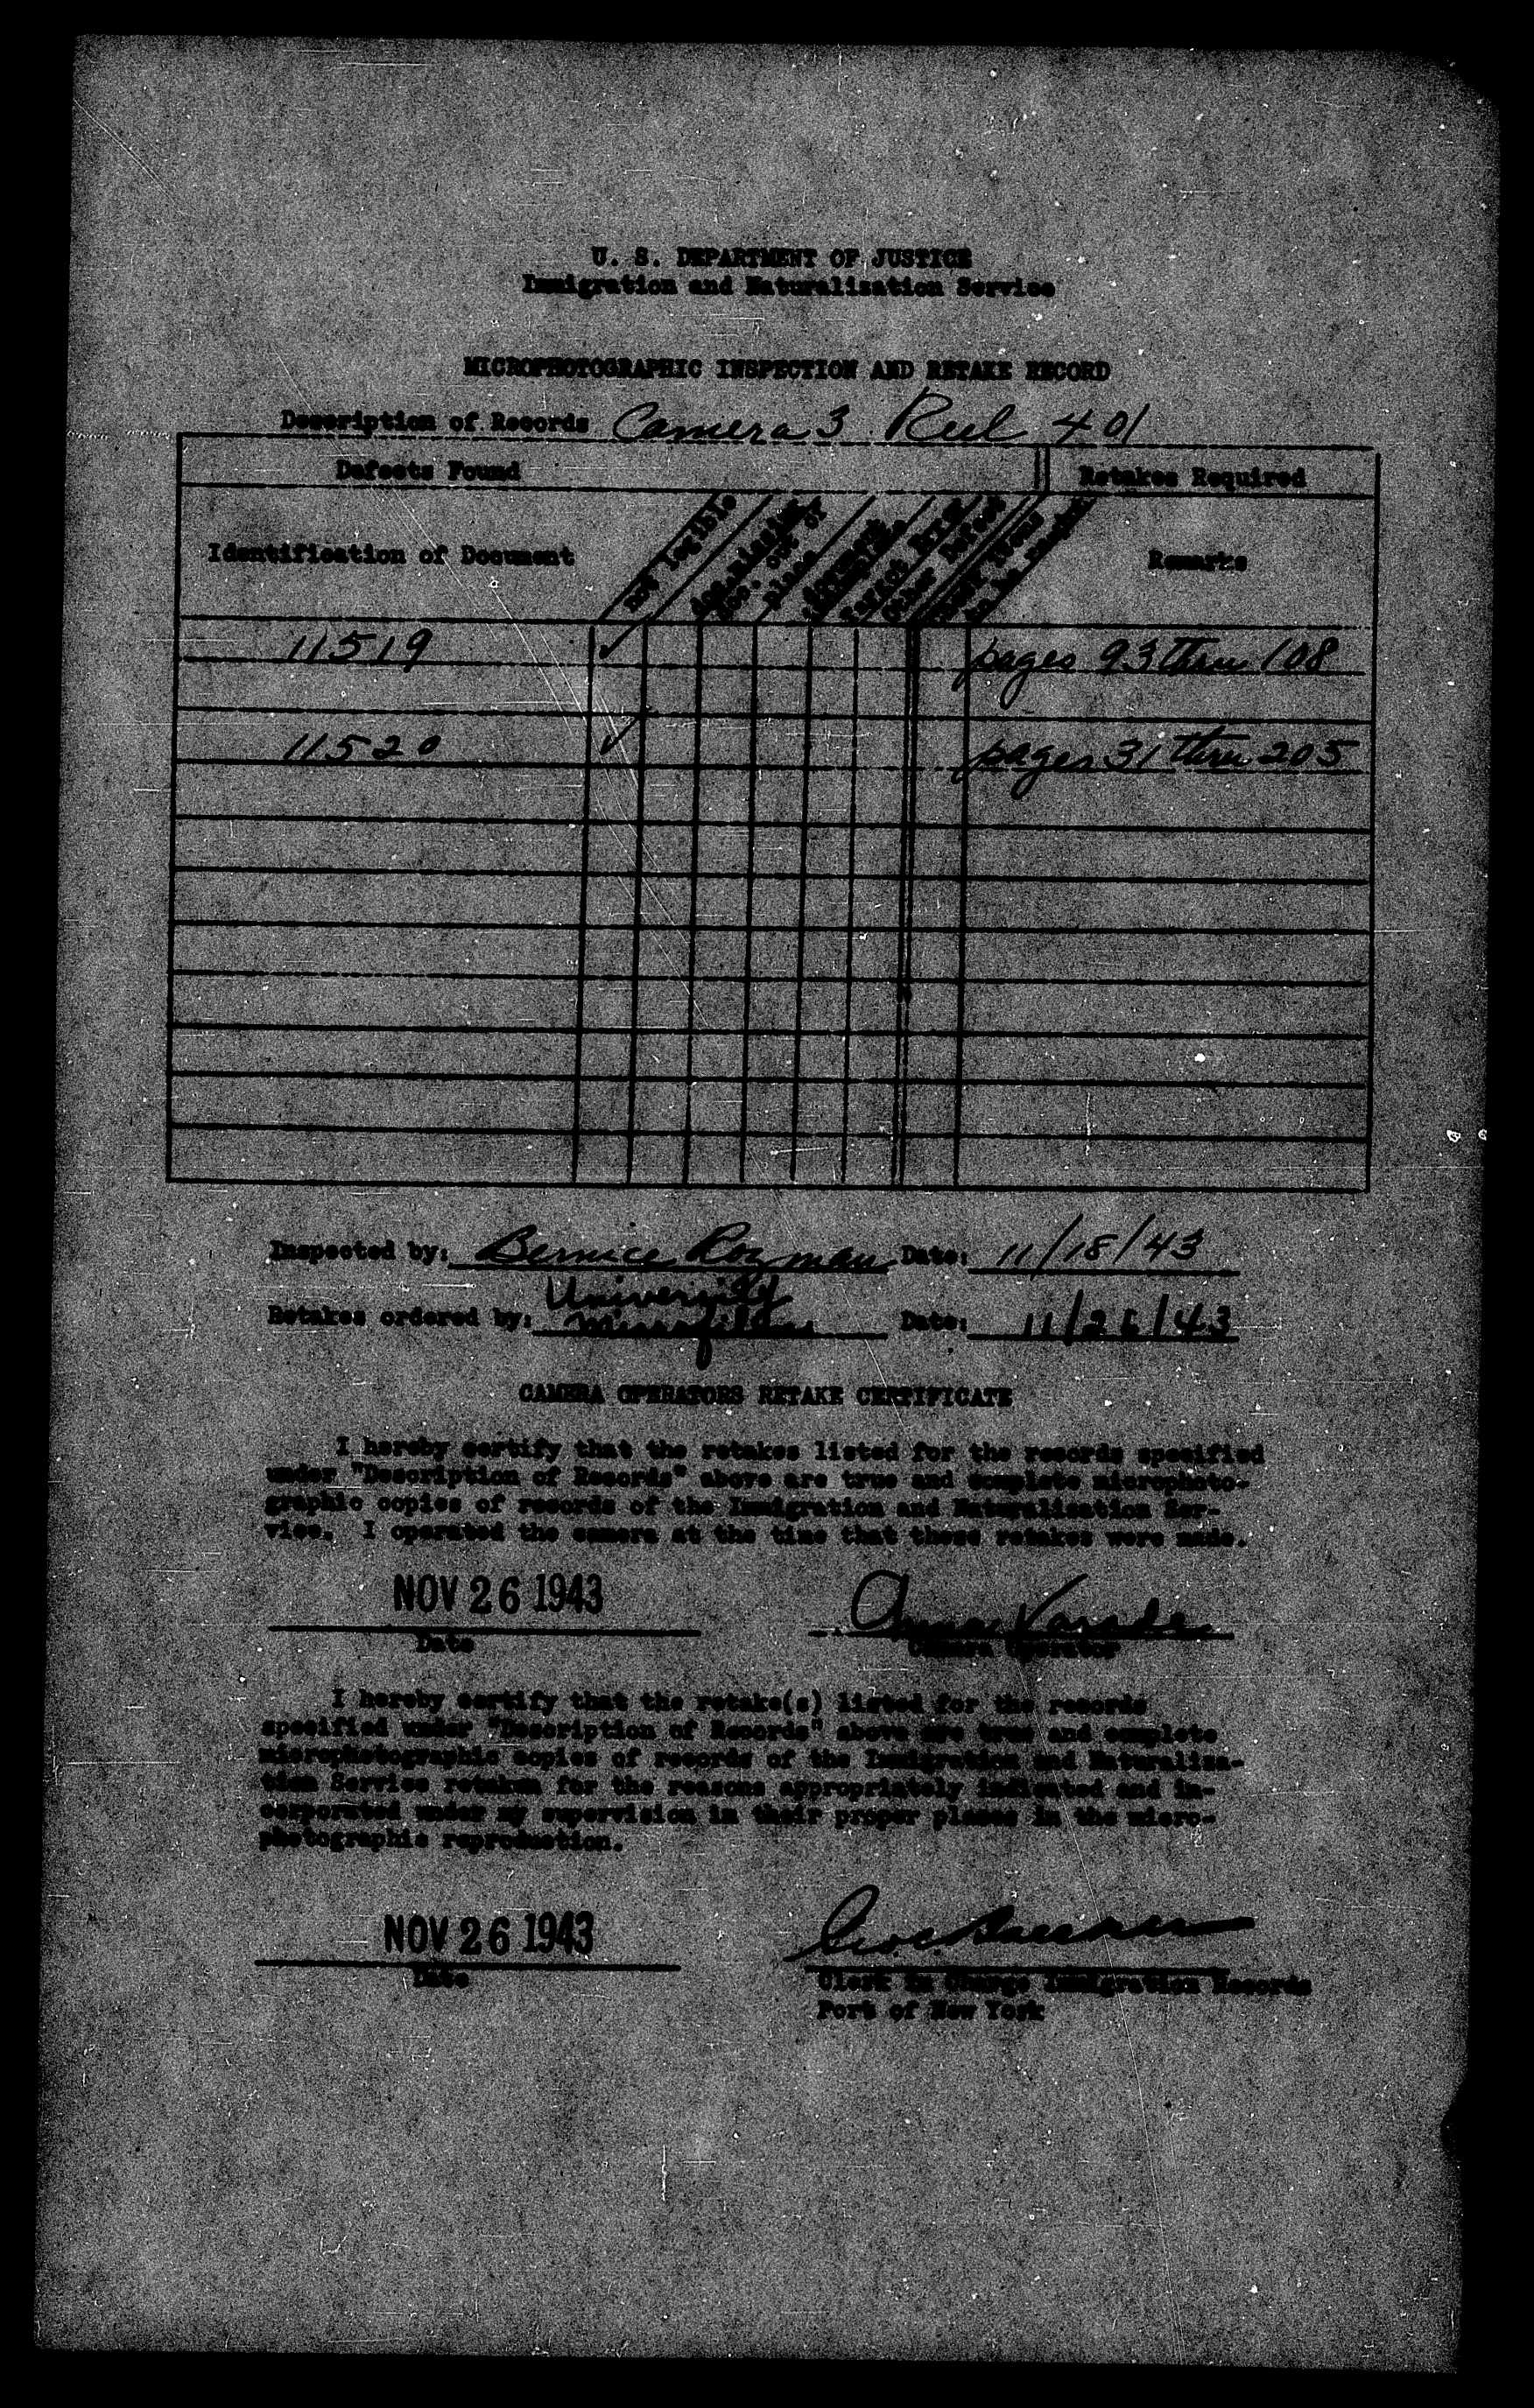 U. S. DEPARTMENT OF JUSTICE
Immigration and Naturalization Service
MICROPHOTOGRAPHIC INSPECTION AND RETAKE RECORD
Description of Records Camera 3 Reel 401
Defects Found Retakes Required
Identification of Document Not legible Remarks
11519 ✓ pages 93 thru 108
11520 ✓ pages 31 thru 205
Inspected by: Bernice Rozman Date: 11/18/43
University
Retakes ordered by: Microfilms Date: 11/26/43
CAMERA OPERATORS RETAKE CERTIFICATE
I hereby certify that the retakes listed for the records specified
under "Description of Records" above are true and complete microphoto-
graphic copies of records of the Immigration and Naturalization Ser-
vice. I operated the camera at the time that these retakes were made.
NOV 26 1943
Date Camera Operator
I hereby certify that the retake(s) listed for the records
specified under "Description of Records" above are true and complete
microphotographic copies of records of the Immigration and Naturaliza-
tion Service retaken for the reasons appropriately indicated and in-
corporated under my supervision in their proper places in the micro-
photographic reproduction.
NOV 26 1943
Date Clerk in Charge Immigration Records
Port of New York